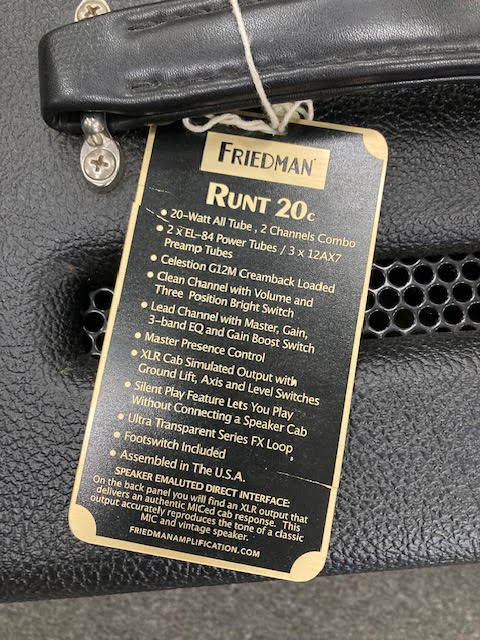 FRIEDMAN
RUNT 20c
• 20-Watt All Tube, 2 Channels Combo
• 2 x EL-84 Power Tubes / 3 x 12AX7
Preamp Tubes
• Celestion G12M Creamback Loaded
• Clean Channel with Volume and
Three Position Bright Switch
• Lead Channel with Master, Gain,
3-band EQ and Gain Boost Switch
• Master Presence Control
• XLR Cab Simulated Output with
Ground Lift, Axis and Level Switches
• Silent Play Feature Lets You Play
Without Connecting a Speaker Cab
• Ultra Transparent Series FX Loop
• Footswitch Included
• Assembled in The U.S.A.
SPEAKER EMALUTED DIRECT INTERFACE:
On the back panel you will find an XLR output that
delivers an authentic MICed cab response. This
output accurately reproduces the tone of a classic
MIC and vintage speaker.
FRIEDMANAMPLIFICATION.COM